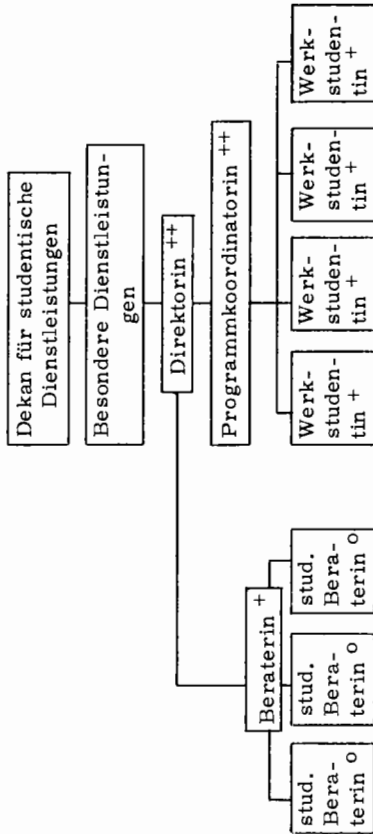 Dekan für studentische
Dienstleistungen
Besondere Dienstleistun-
gen
Direktorin ++
Programmkoordinatorin ++
Beraterin +
stud.
Bera-
terin o
stud.
Bera-
terin o
stud.
Bera-
terin o
Werk-
studen-
tin +
Werk-
studen-
tin +
Werk-
studen-
tin +
Werk-
studen-
tin +